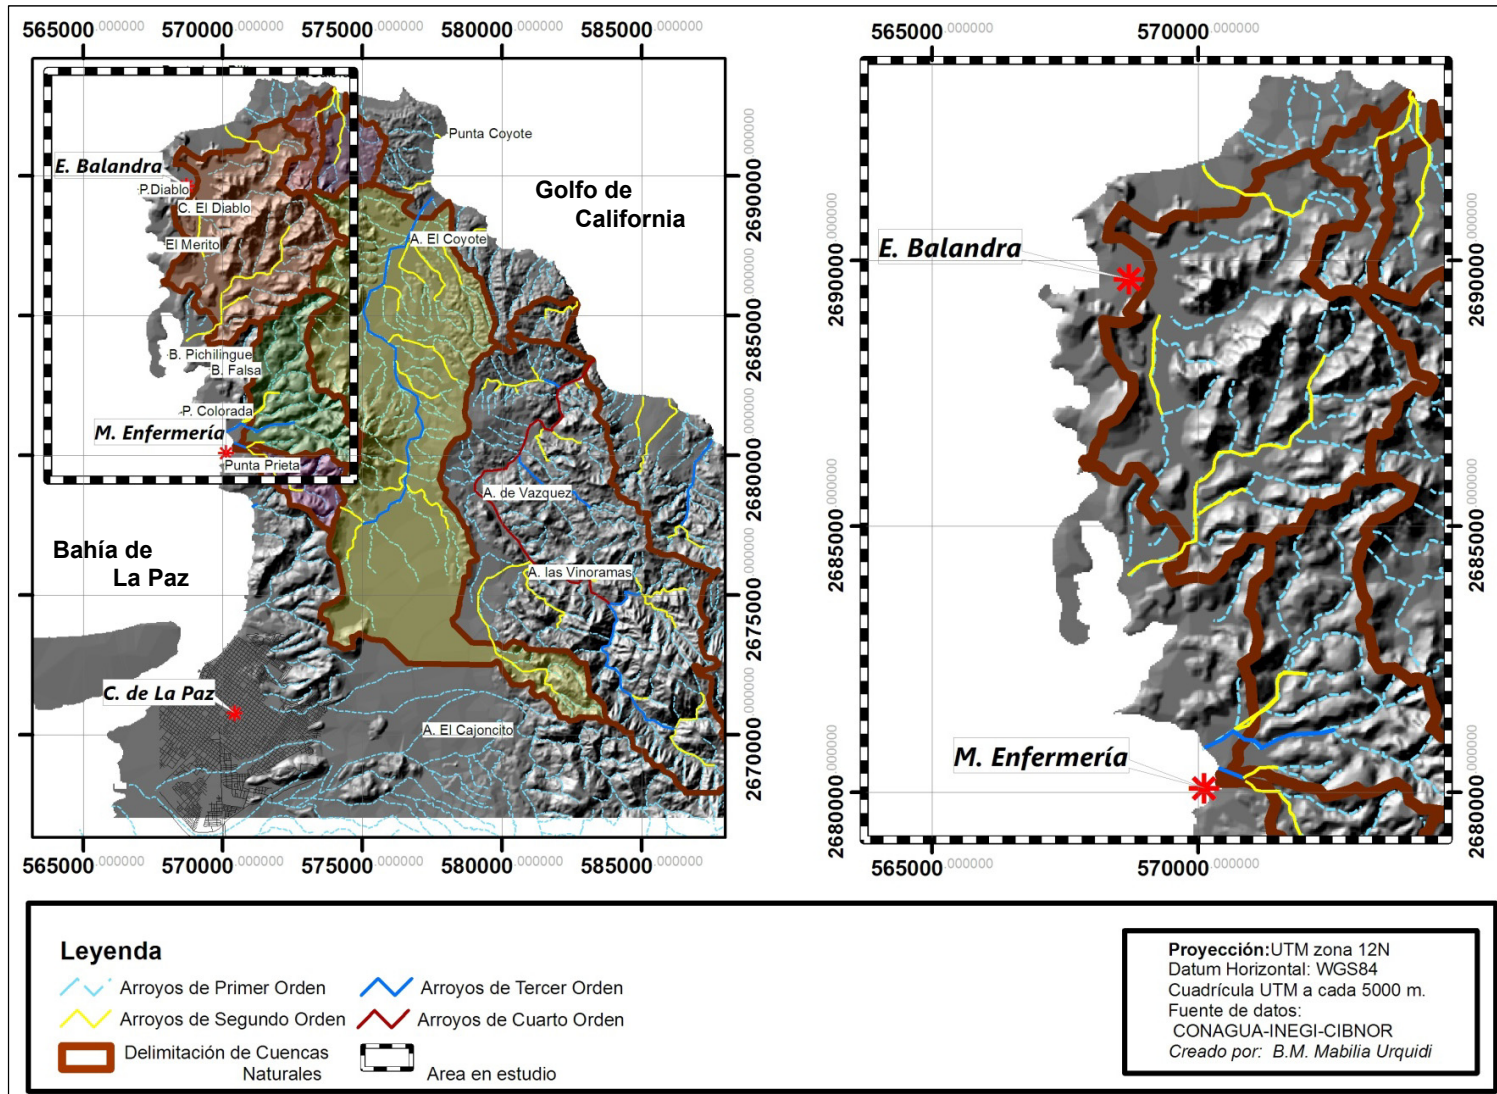 565000.000000 570000.000000 575000.000000 580000.000000 585000.000000
565000.000000 570000.000000
Punta Coyote
E. Balandra
P.Diablo
C. El Diablo
El Merito
A. El Coyote
Golfo de
California
B. Pichilingue
B. Falsa
P. Colorada
M. Enfermería
Punta Prieta
A. de Vazquez
Bahía de
La Paz
A. las Vinoramas
C. de La Paz
A. El Cajoncito
2690000.000000
2685000.000000
2680000.000000
2675000.000000
2670000.000000
565000.000000 570000.000000 575000.000000 580000.000000 585000.000000
E. Balandra
M. Enfermería
2690000.000000
2685000.000000
2680000.000000
2690000.000000
2685000.000000
2680000.000000
565000.000000 570000.000000
Leyenda
Arroyos de Primer Orden
Arroyos de Segundo Orden
Delimitación de Cuencas
Naturales
Arroyos de Tercer Orden
Arroyos de Cuarto Orden
Area en estudio
Proyección:UTM zona 12N
Datum Horizontal: WGS84
Cuadrícula UTM a cada 5000 m.
Fuente de datos:
CONAGUA-INEGI-CIBNOR
Creado por: B.M. Mabilia Urquidi